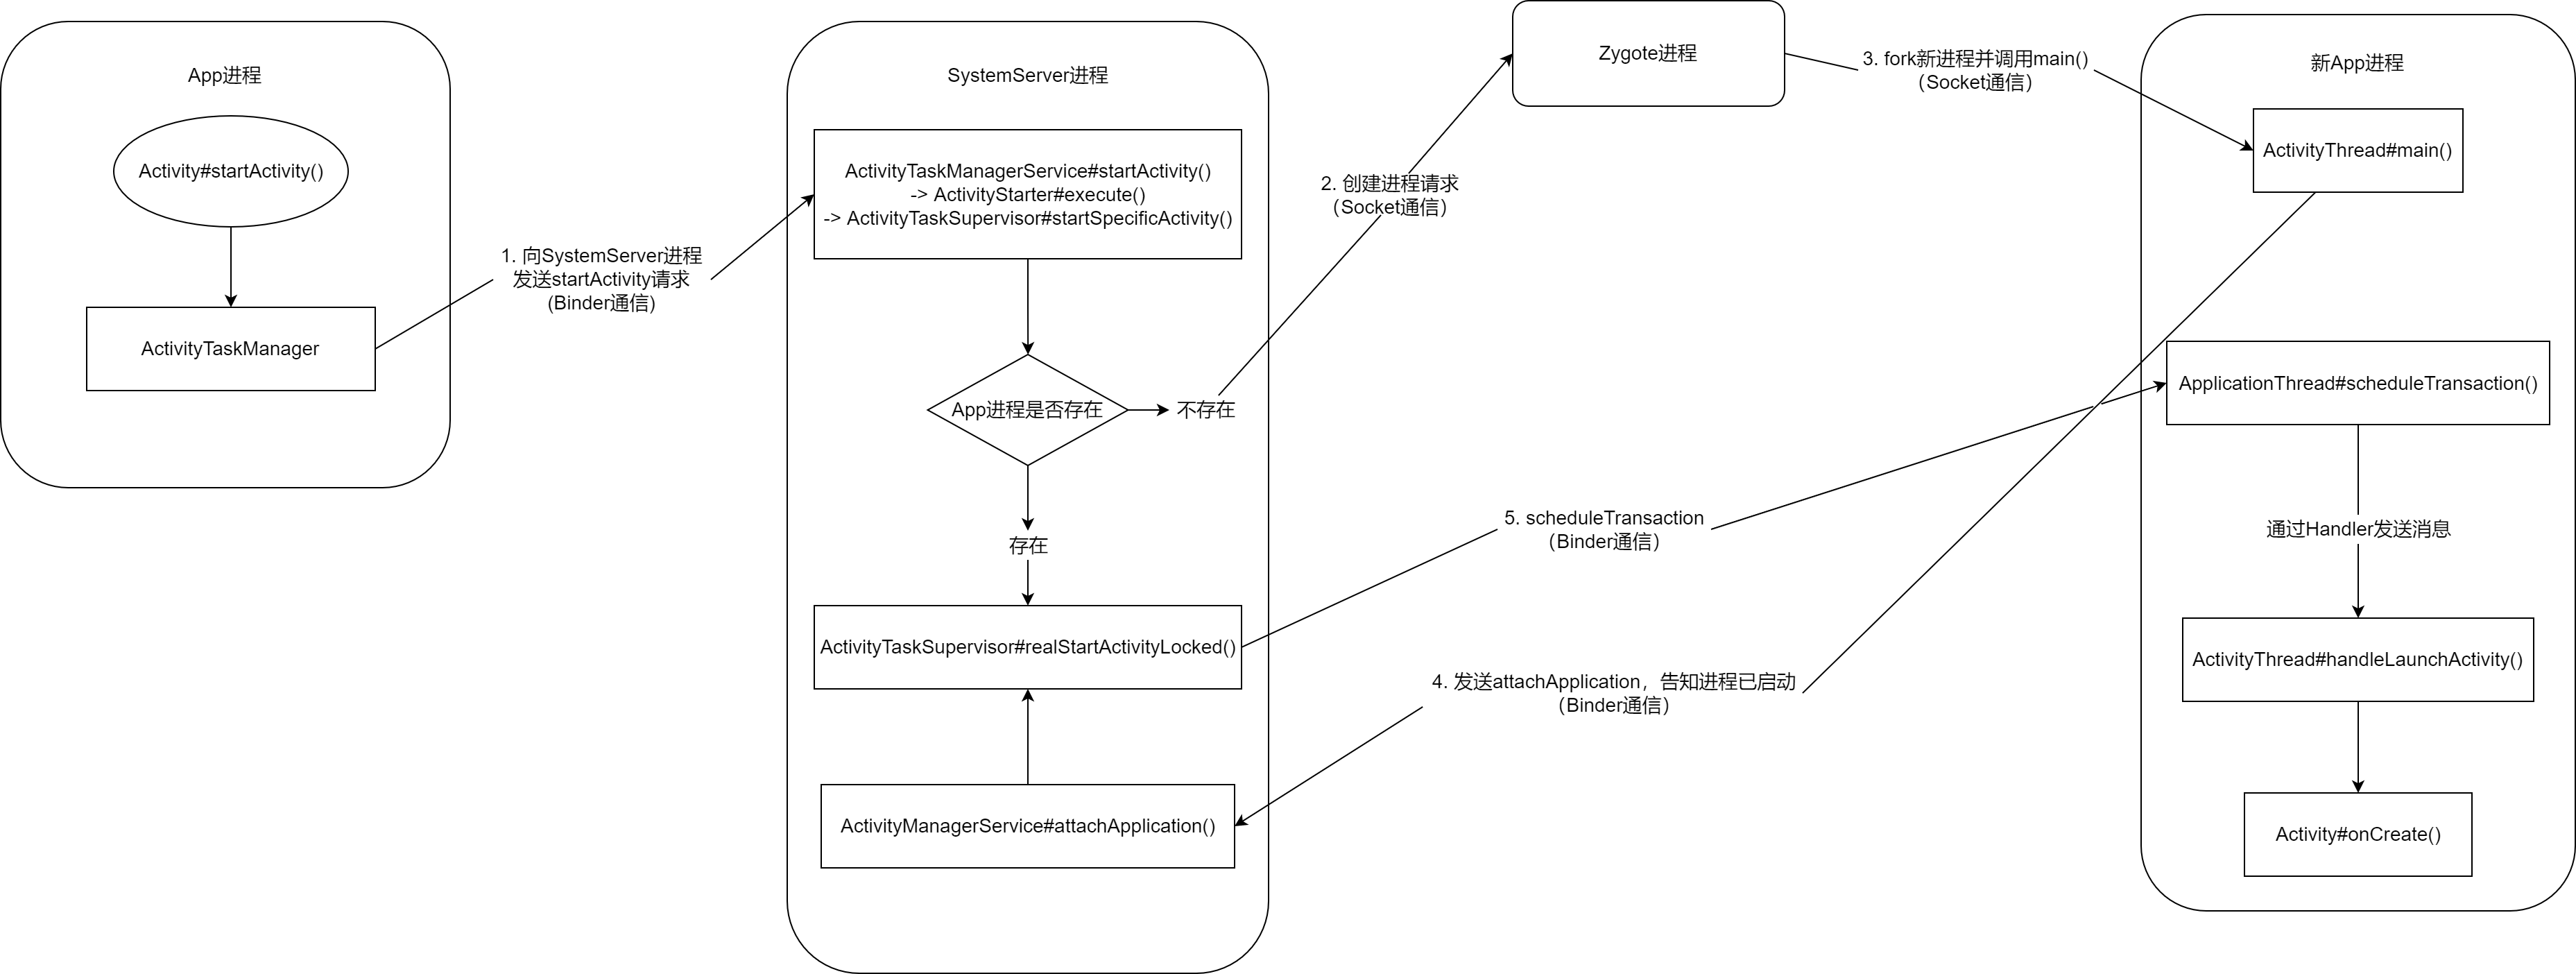 App进程
Activity#startActivity()
ActivityTaskManager
1. 向SystemServer进程
发送startActivity请求
(Binder通信)
SystemServer进程
ActivityTaskManagerService#startActivity()
-> ActivityStarter#execute()
-> ActivityTaskSupervisor#startSpecificActivity()
App进程是否存在
不存在
存在
ActivityTaskSupervisor#realStartActivityLocked()
ActivityManagerService#attachApplication()
2. 创建进程请求
（Socket通信）
Zygote进程
3. fork新进程并调用main()
（Socket通信）
5. scheduleTransaction
（Binder通信）
4. 发送attachApplication，告知进程已启动
（Binder通信）
新App进程
ActivityThread#main()
ApplicationThread#scheduleTransaction()
通过Handler发送消息
ActivityThread#handleLaunchActivity()
Activity#onCreate()